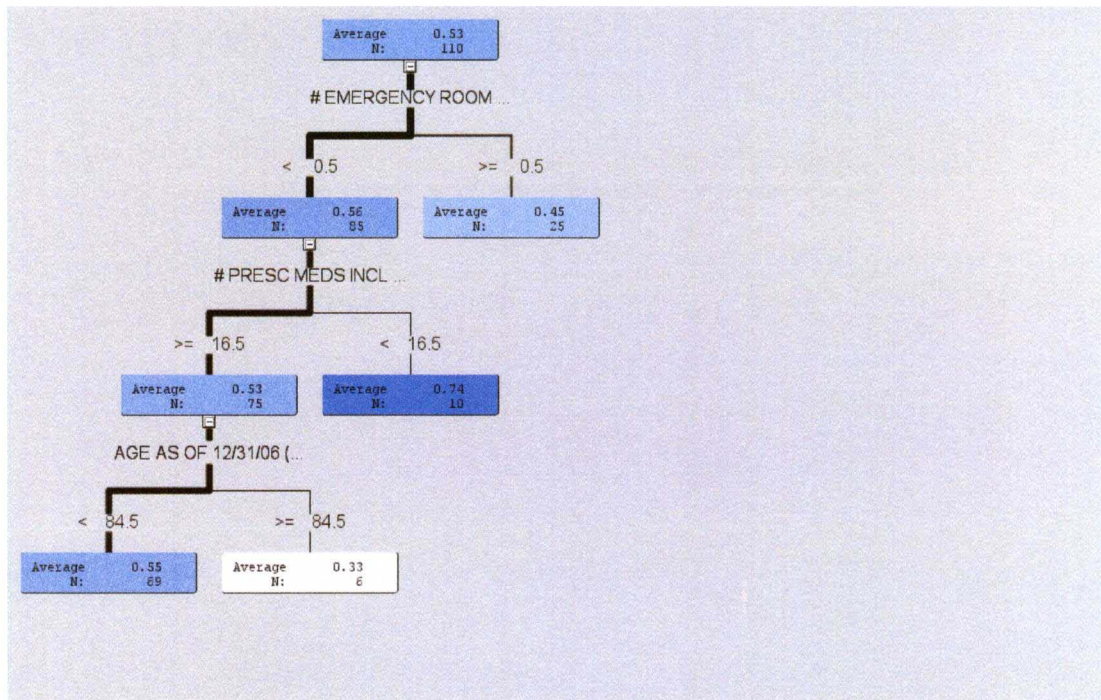 Average 0.53
N: 110
# EMERGENCY ROOM ...
< 0.5 >= 0.5
Average 0.56 Average 0.45
N: 85 N: 25
# PRESC MEDS INCL ...
>= 16.5 < 16.5
Average 0.53 Average 0.74
N: 75 N: 10
AGE AS OF 12/31/06 (...
< 84.5 >= 84.5
Average 0.55 Average 0.33
N: 69 N: 6